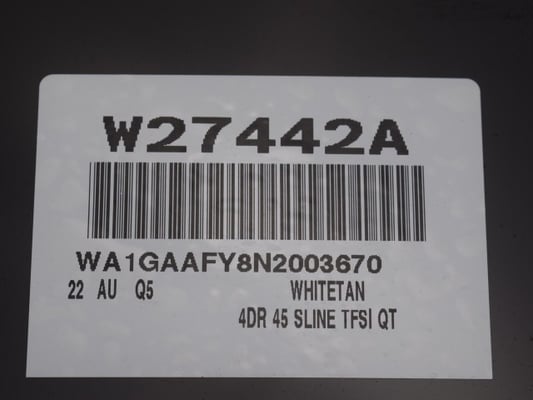 W27442A
WA1GAAFY8N2003670
22 AU Q5 WHITETAN
4DR 45 SLINE TFSI QT